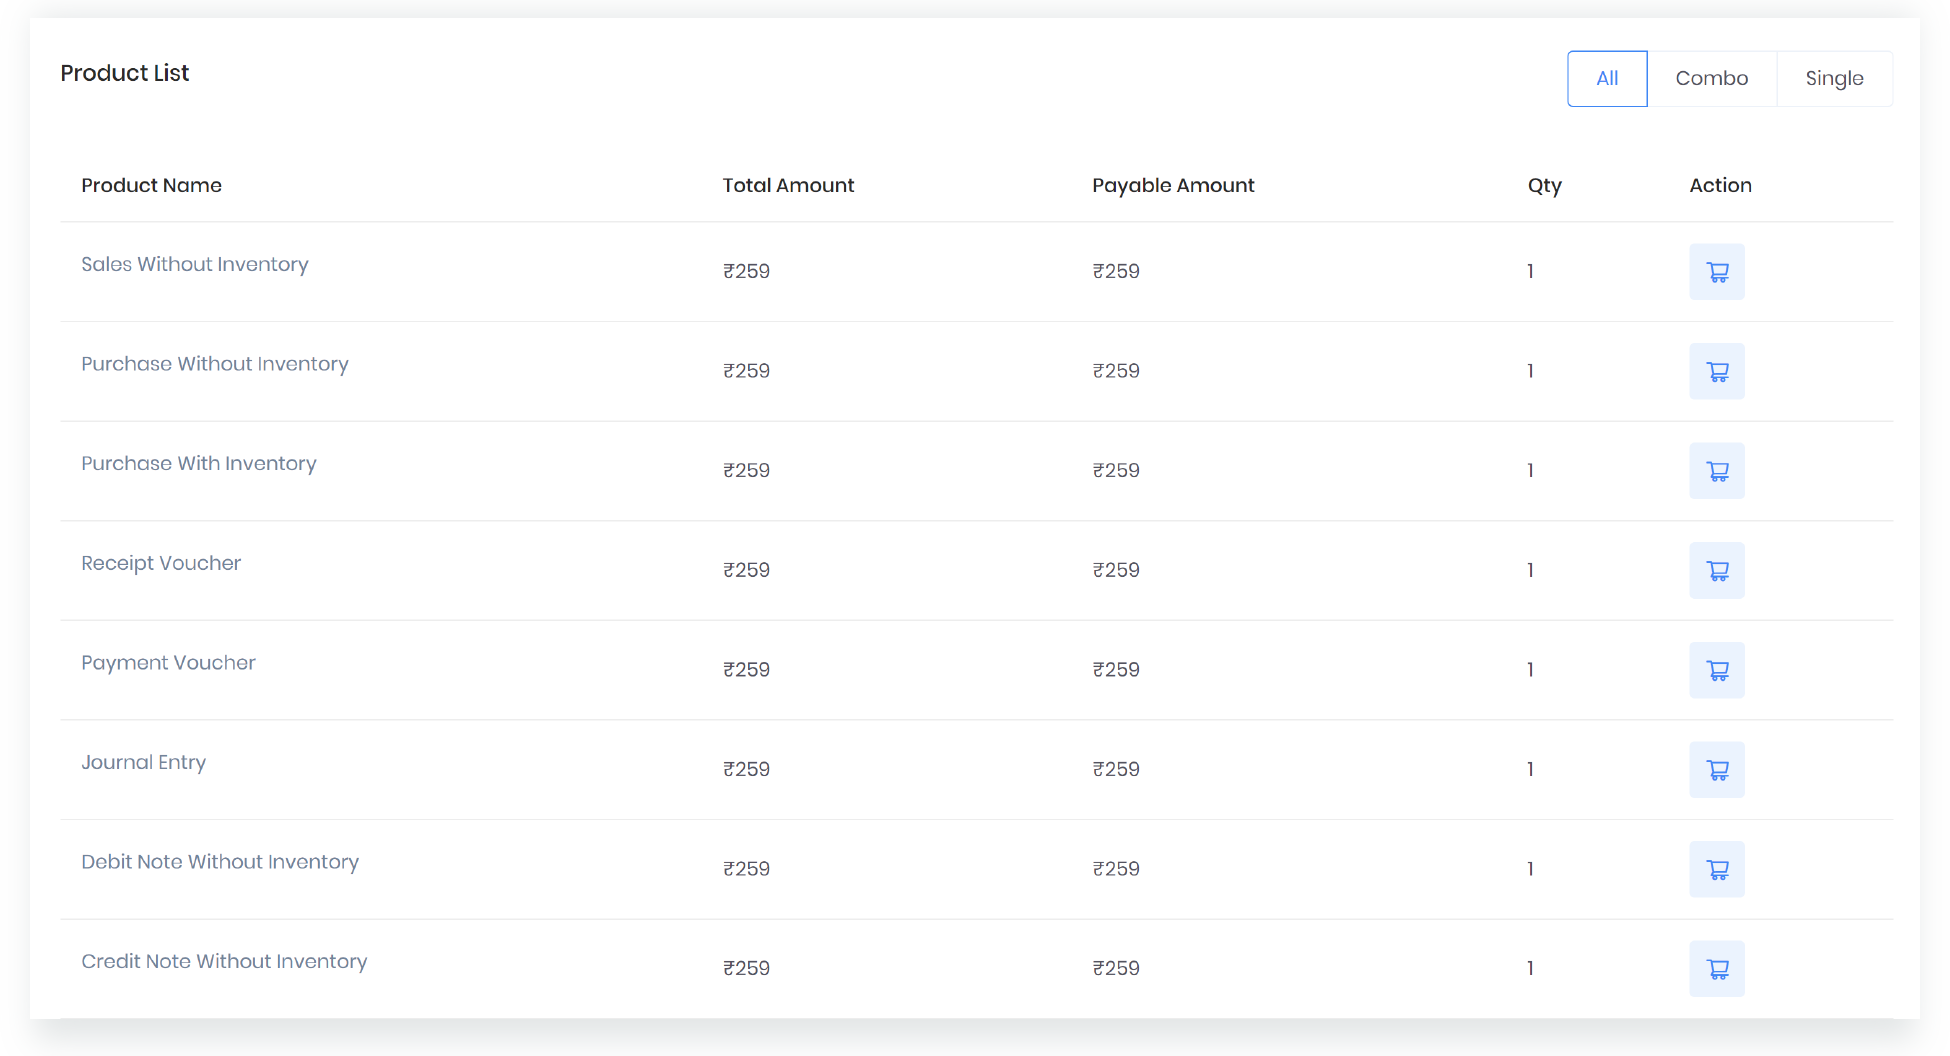 Product List
All Combo Single
Product Name Total Amount Payable Amount Qty Action
Sales Without Inventory ₹259 ₹259 1
Purchase Without Inventory ₹259 ₹259 1
Purchase With Inventory ₹259 ₹259 1
Receipt Voucher ₹259 ₹259 1
Payment Voucher ₹259 ₹259 1
Journal Entry ₹259 ₹259 1
Debit Note Without Inventory ₹259 ₹259 1
Credit Note Without Inventory ₹259 ₹259 1